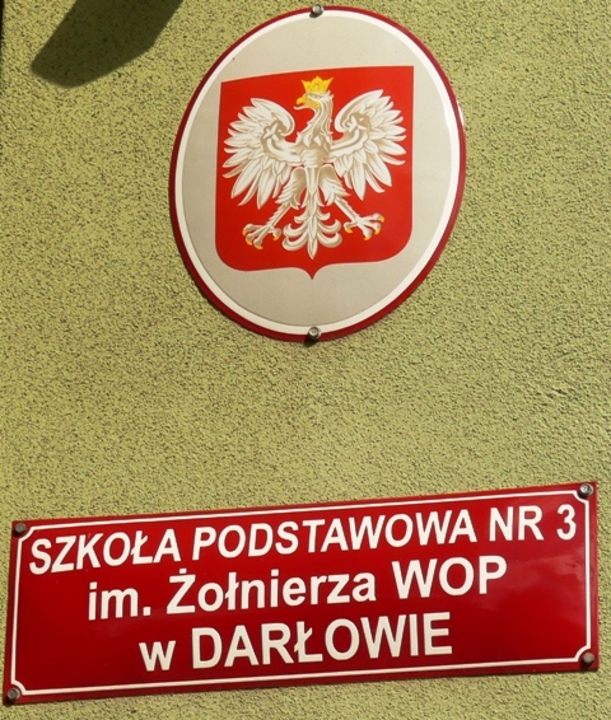 SZKOŁA PODSTAWOWA NR 3
im. Żołnierza WOP
w DARŁOWIE